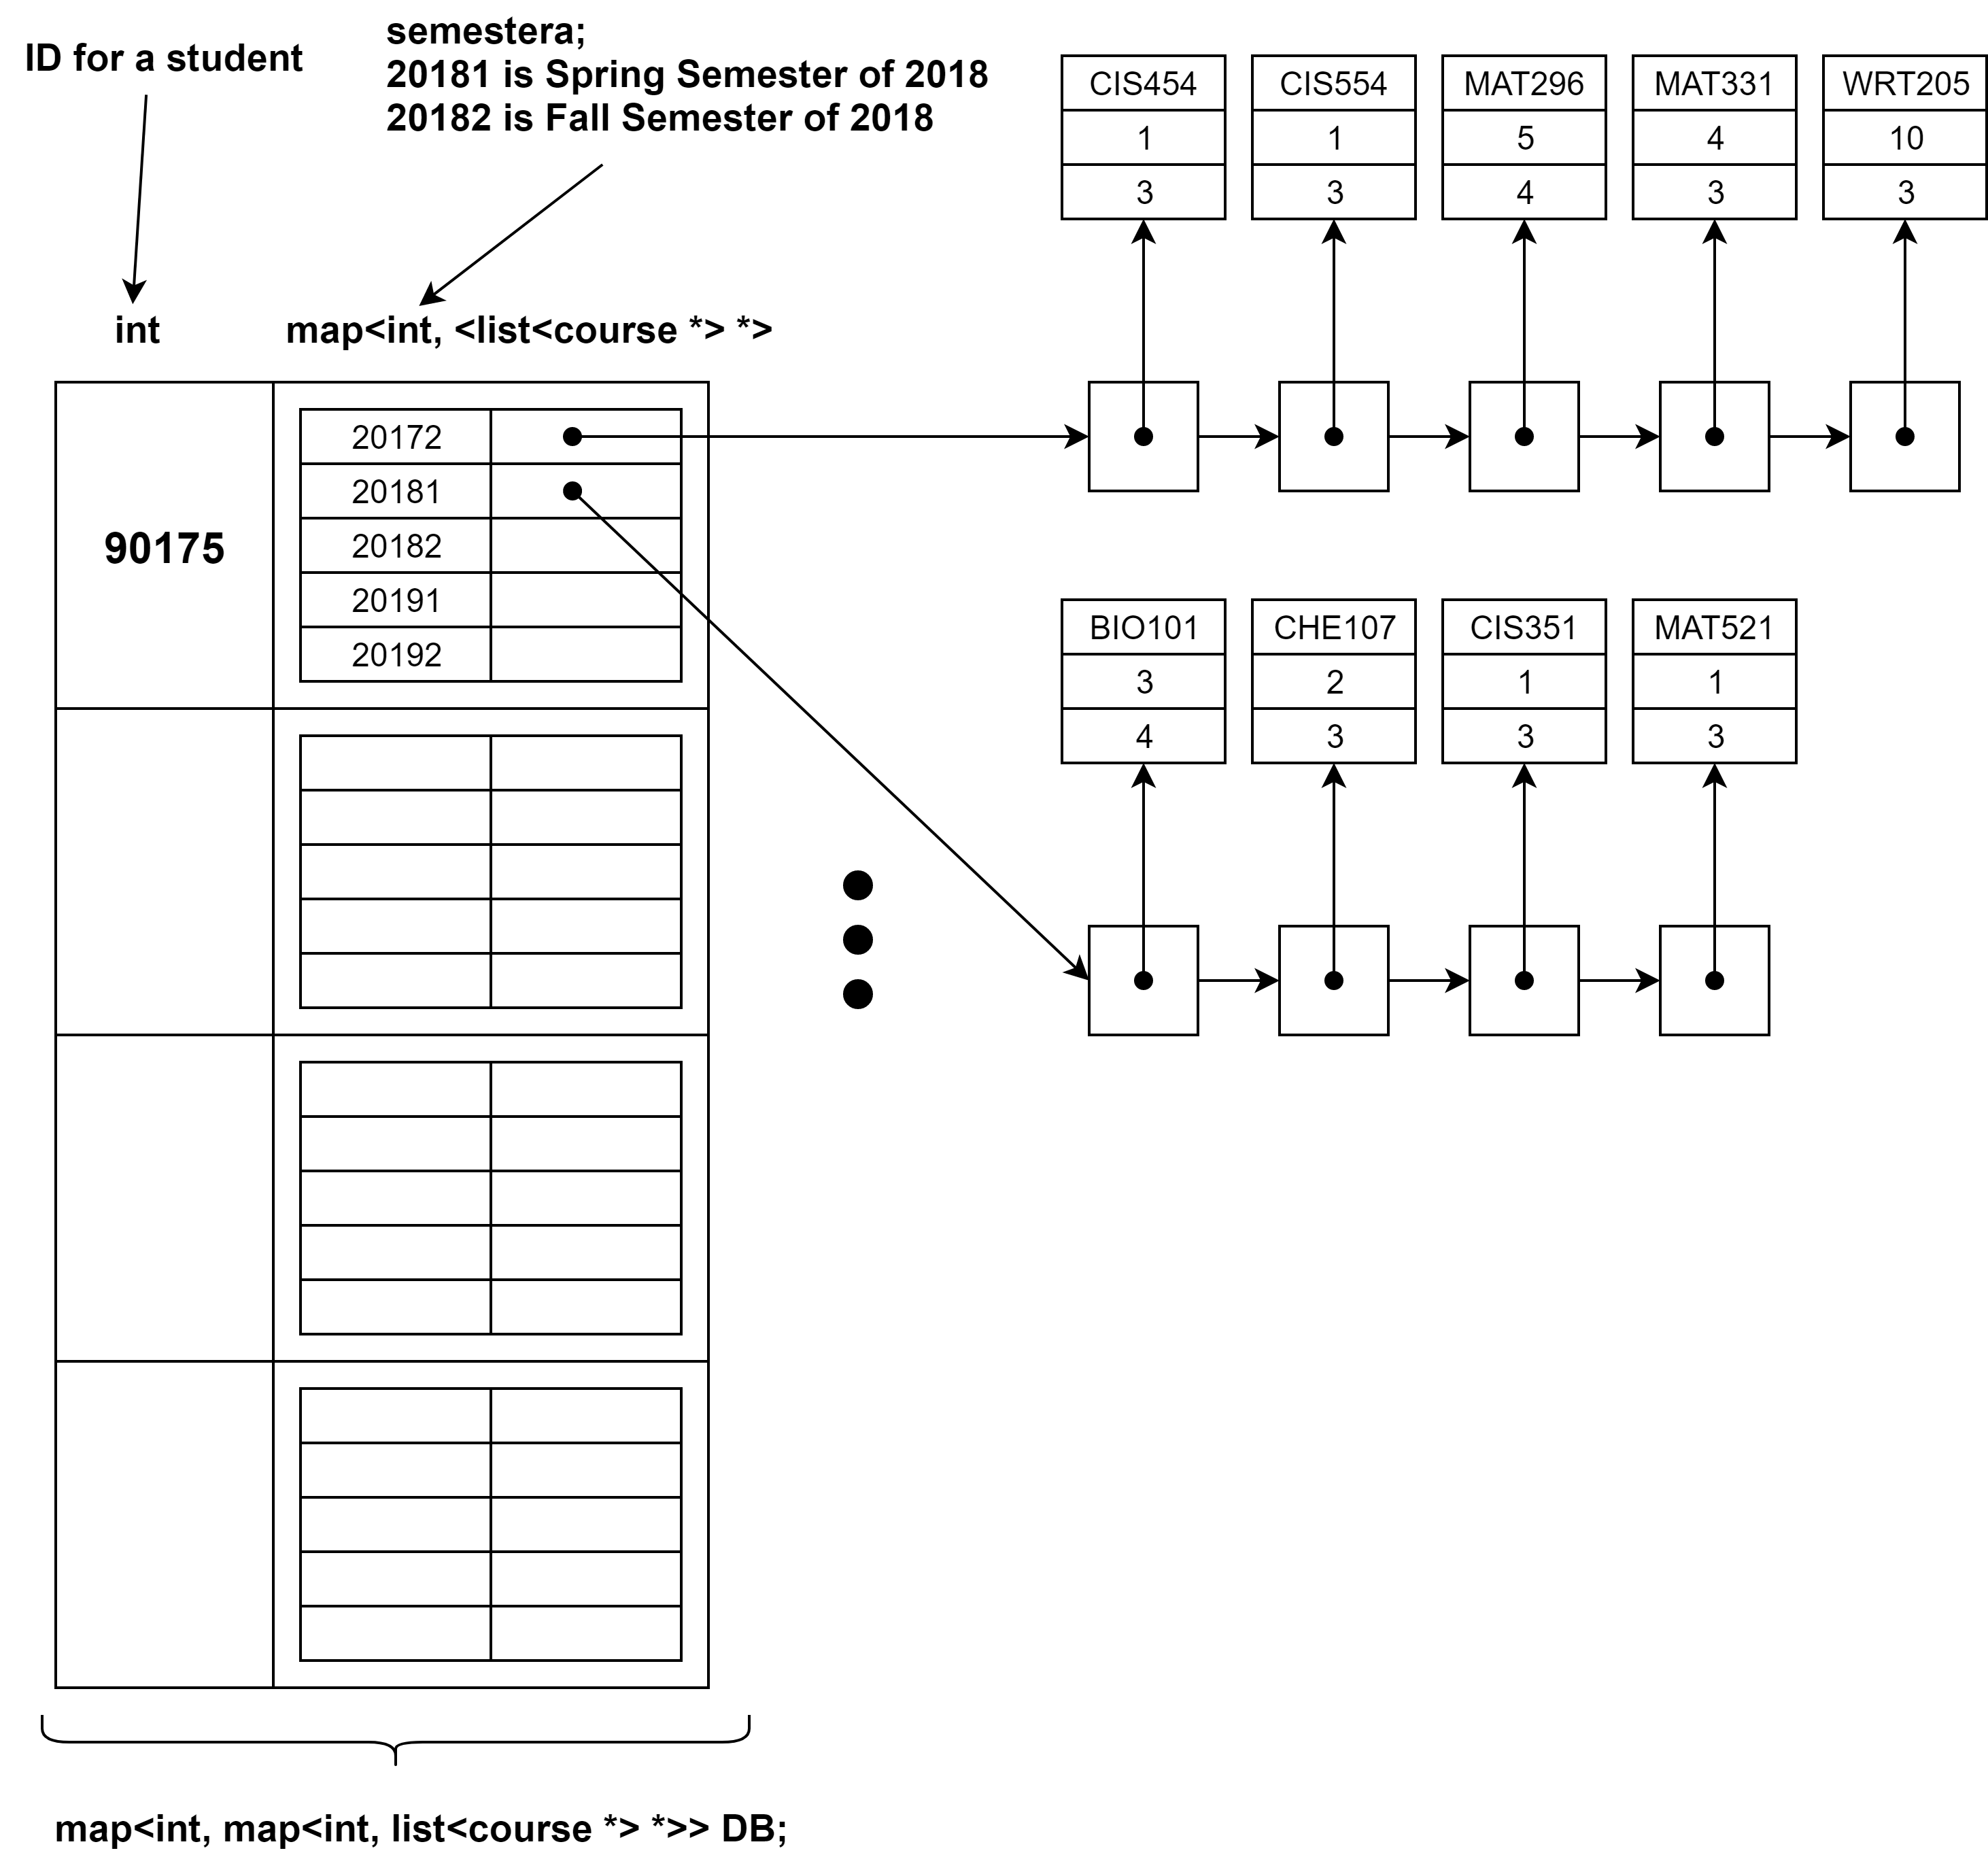 ID for a student
semestera;
20181 is Spring Semester of 2018
20182 is Fall Semester of 2018
int
map<int, <list<course *> *>
CIS454
1
3
CIS554
1
3
MAT296
5
4
MAT331
4
3
WRT205
10
3
90175
20172
20181
20182
20191
20192
BIO101
3
4
CHE107
2
3
CIS351
1
3
MAT521
1
3
map<int, map<int, list<course *> *>> DB;